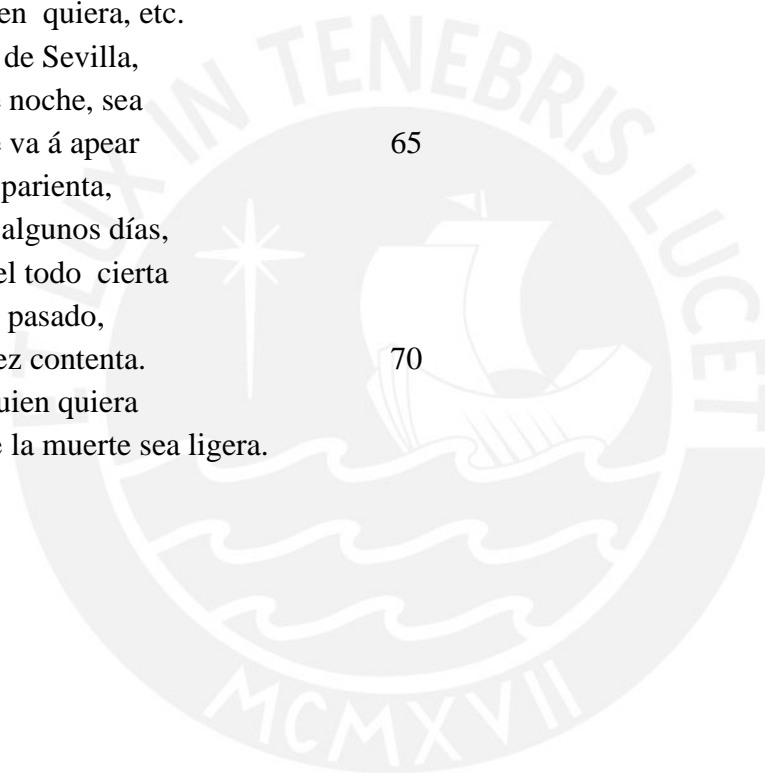 en quiera, etc.
de Sevilla,
noche, sea
va á apear 65
parienta,
algunos días,
el todo cierta
pasado,
ez contenta. 70
uien quiera
e la muerte sea ligera.
ET LUX IN TENEBRIS LUCET
MCMXVII